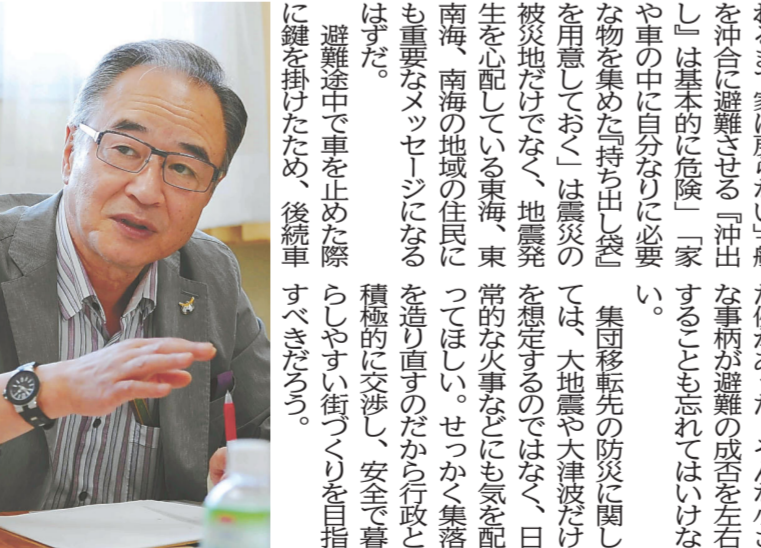 を沖合に避難させる『沖出
し』は基本的に危険」「家
や車の中に自分なりに必要
な物を集めた『持ち出し袋』
を用意しておく」は震災の
被災地だけでなく、地震発
生を心配している東海、東
南海、南海の地域の住民に
も重要なメッセージになる
はずだ。
避難途中で車を止めた際
に鍵を掛けたため、後続車
な事柄が避難の成否を左右
することも忘れてはいけな
い。
集団移転先の防災に関し
ては、大地震や大津波だけ
を想定するのではなく、日
常的な火事などにも気を配
ってほしい。せっかく集落
を造り直すのだから行政と
積極的に交渉し、安全で暮
らしやすい街づくりを目指
すべきだろう。